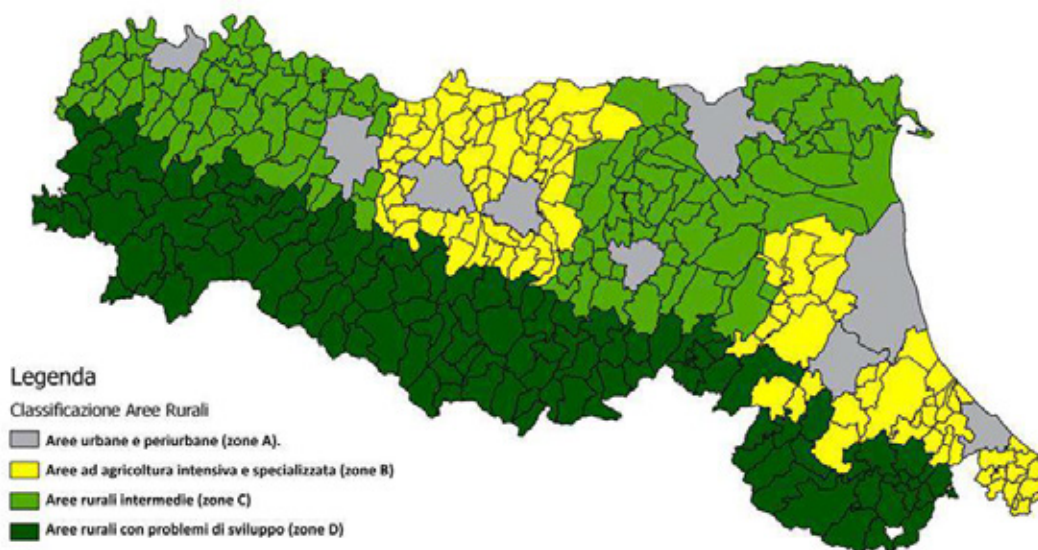 Legenda
Classificazione Aree Rurali
Aree urbane e periurbane (zone A).
Aree ad agricoltura intensiva e specializzata (zone B)
Aree rurali intermedie (zone C)
Aree rurali con problemi di sviluppo (zone D)